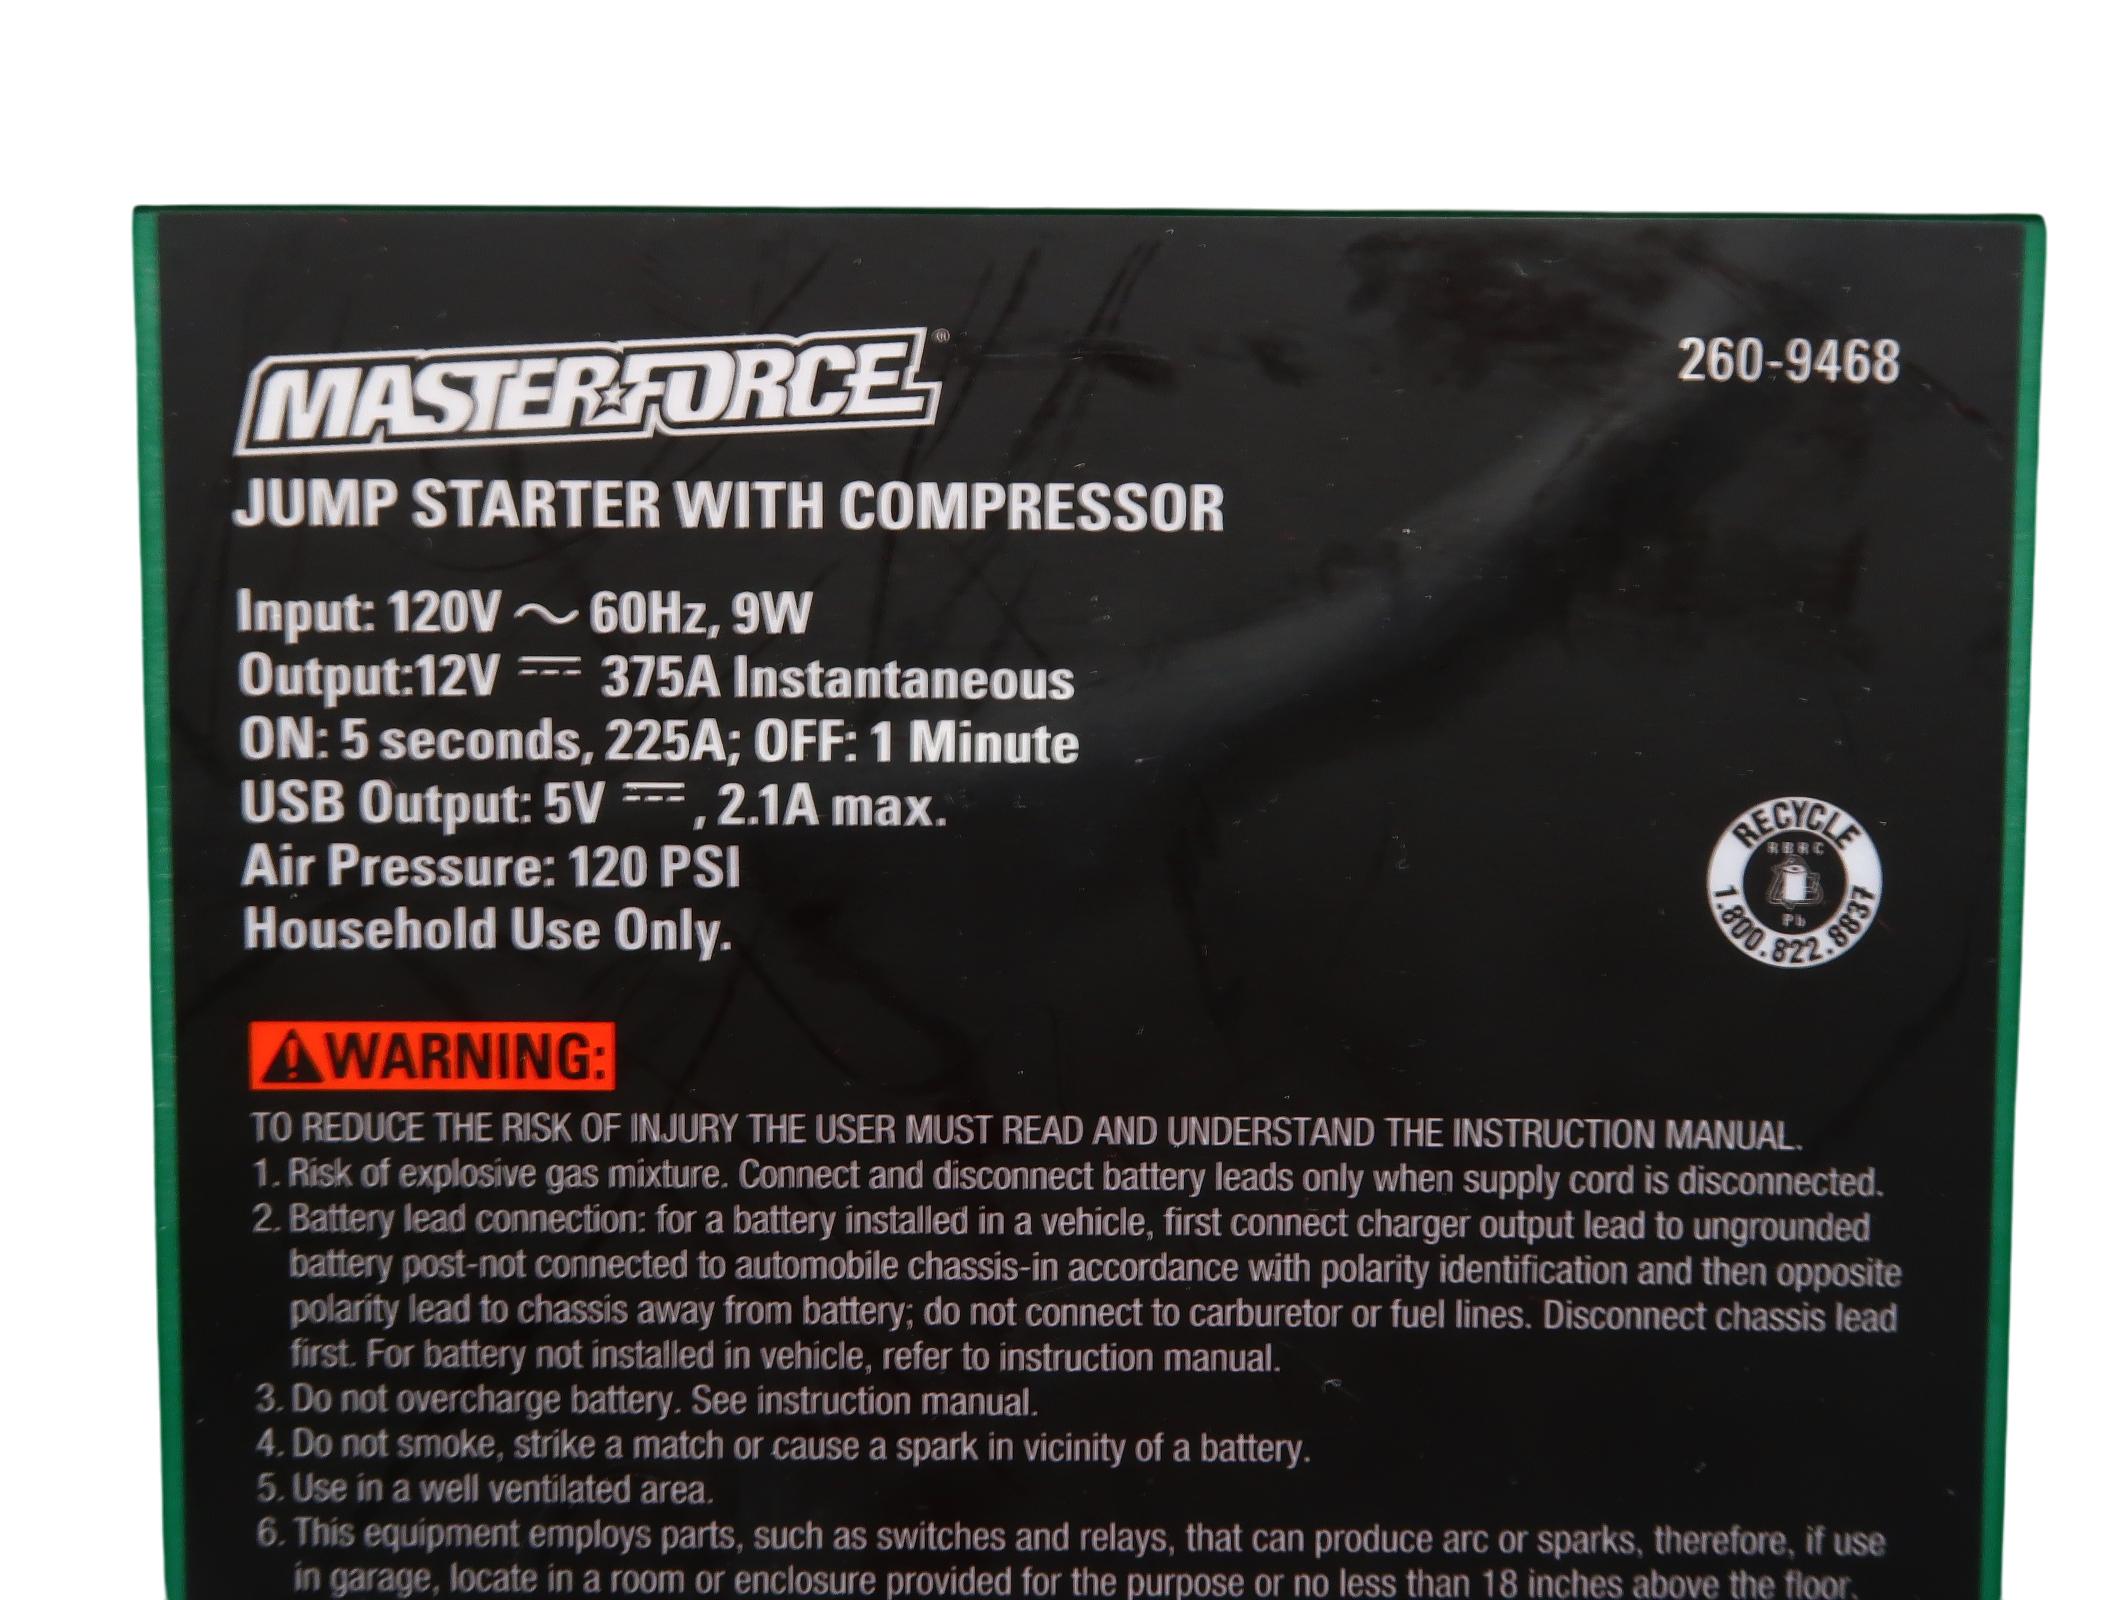 MASTERFORCE®
260-9468
JUMP STARTER WITH COMPRESSOR
Input: 120V ~ 60Hz, 9W
Output:12V ⎓ 375A Instantaneous
ON: 5 seconds, 225A; OFF: 1 Minute
USB Output: 5V ⎓ , 2.1A max.
Air Pressure: 120 PSI
Household Use Only.
RECYCLE
RBRC
Pb
1.800.822.8837
WARNING:
TO REDUCE THE RISK OF INJURY THE USER MUST READ AND UNDERSTAND THE INSTRUCTION MANUAL.
1. Risk of explosive gas mixture. Connect and disconnect battery leads only when supply cord is disconnected.
2. Battery lead connection: for a battery installed in a vehicle, first connect charger output lead to ungrounded
battery post-not connected to automobile chassis-in accordance with polarity identification and then opposite
polarity lead to chassis away from battery; do not connect to carburetor or fuel lines. Disconnect chassis lead
first. For battery not installed in vehicle, refer to instruction manual.
3. Do not overcharge battery. See instruction manual.
4. Do not smoke, strike a match or cause a spark in vicinity of a battery.
5. Use in a well ventilated area.
6. This equipment employs parts, such as switches and relays, that can produce arc or sparks, therefore, if use
in garage, locate in a room or enclosure provided for the purpose or no less than 18 inches above the floor.